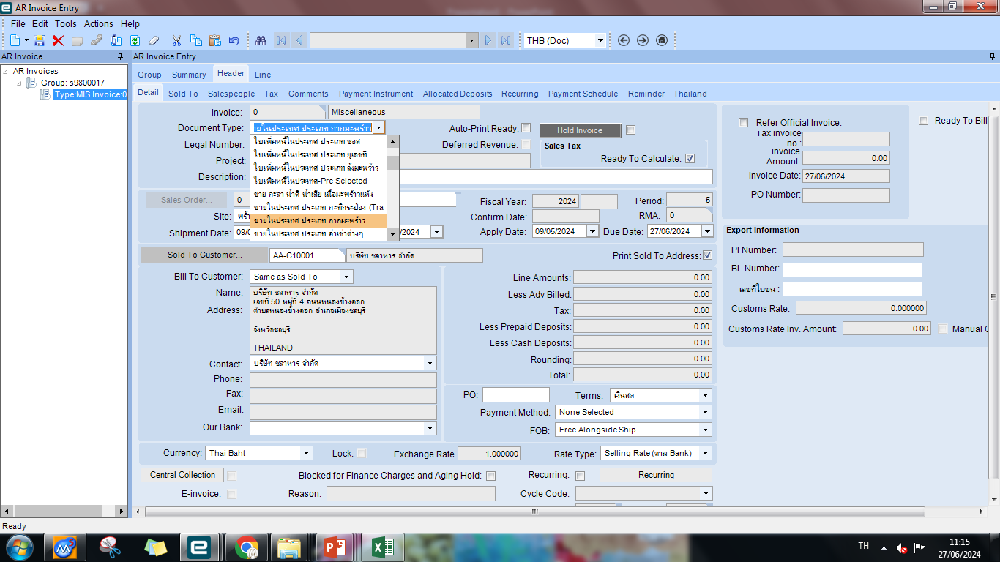 AR Invoice Entry
File Edit Tools Actions Help
THB (Doc)
AR Invoice
AR Invoice Entry
AR Invoices
Group: s9800017
Type:MIS Invoice:0
Group Summary Header Line
Detail Sold To Salespeople Tax Comments Payment Instrument Allocated Deposits Recurring Payment Schedule Reminder Thailand
Invoice: 0 Miscellaneous
Document Type: ายในประเทศ ประเภท กากมะพร้าว
Auto-Print Ready: Hold Invoice
Legal Number: Deferred Revenue:
Sales Tax
Project: Ready To Calculate:
Description:
ใบเพิ่มหนี้ในประเทศ ประเภท ซอส
ใบเพิ่มหนี้ในประเทศ ประเภท ยูเอชที
ใบเพิ่มหนี้ในประเทศ ประเภท ล้งมะพร้าว
ใบเพิ่มหนี้ในประเทศ-Pre Selected
ขาย กะลา น้ำดี น้ำเสีย เนื้อมะพร้าวแห้ง
ขายในประเทศ ประเภท กะทิกระป๋อง (Tra
ขายในประเทศ ประเภท กากมะพร้าว
ขายในประเทศ ประเภท ค่าเช่าต่างๆ
Sales Order... 0
Fiscal Year: 2024 Period: 5
Site: พร้า
Confirm Date: RMA: 0
Shipment Date: 09/0 /2024
Apply Date: 09/05/2024 Due Date: 27/06/2024
Sold To Customer... AA-C10001 บริษัท ชลาหาร จำกัด Print Sold To Address:
Bill To Customer: Same as Sold To
Name: บริษัท ชลาหาร จำกัด
Address: เลขที่ 50 หมู่ที่ 4 ถนนหนองข้างคอก
ตำบลหนองข้างคอก อำเภอเมืองชลบุรี
จังหวัดชลบุรี
THAILAND
Contact: บริษัท ชลาหาร จำกัด
Phone:
Fax:
Email:
Our Bank:
Line Amounts: 0.00
Less Adv Billed: 0.00
Tax: 0.00
Less Prepaid Deposits: 0.00
Less Cash Deposits: 0.00
Rounding: 0.00
Total: 0.00
PO: Terms: เงินสด
Payment Method: None Selected
FOB: Free Alongside Ship
Currency: Thai Baht Lock: Exchange Rate 1.000000 Rate Type: Selling Rate (ตาม Bank)
Central Collection Blocked for Finance Charges and Aging Hold: Recurring: Recurring
E-invoice: Reason: Cycle Code:
Refer Official Invoice: Ready To Bill
Tax Invoice no :
Invoice Amount: 0.00
Invoice Date: 27/06/2024
PO Number:
Export Information
PI Number:
BL Number:
เลขที่ใบขน :
Customs Rate: 0.000000
Customs Rate Inv. Amount: 0.00 Manual
Ready
TH 11:15
27/06/2024